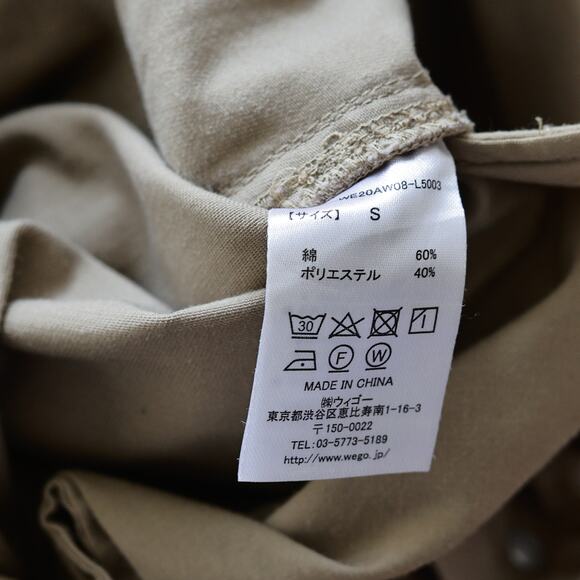 WE20AW08-L5003
【サイズ】 S
綿 60%
ポリエステル 40%
30
F W
MADE IN CHINA
㈱ウィゴー
東京都渋谷区恵比寿南1-16-3
〒150-0022
TEL: 03-5773-5189
http://www.wego.jp/